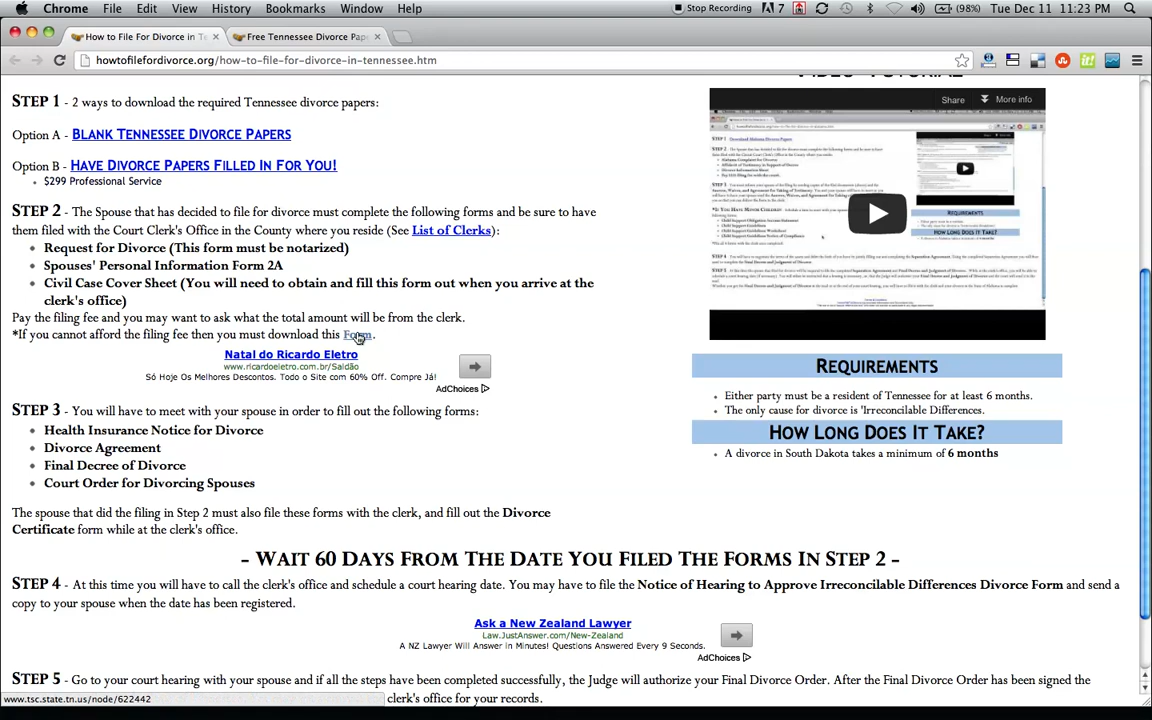 Chrome File Edit View History Bookmarks Window Help Stop Recording 7 (98%) Tue Dec 11 11:23 PM
How to File For Divorce in Te × Free Tennessee Divorce Pap ×
howtofilefordivorce.org/how-to-file-for-divorce-in-tennessee.htm
STEP 1 - 2 ways to download the required Tennessee divorce papers:
Option A - BLANK TENNESSEE DIVORCE PAPERS
Option B - HAVE DIVORCE PAPERS FILLED IN FOR YOU!
• $299 Professional Service
STEP 2 - The Spouse that has decided to file for divorce must complete the following forms and be sure to
have them filed with the Court Clerk's Office in the County where you reside (See List of Clerks):
• Request for Divorce (This form must be notarized)
• Spouses' Personal Information Form 2A
• Civil Case Cover Sheet (You will need to obtain and fill this form out when you arrive at the
clerk's office)
Pay the filing fee and you may want to ask what the total amount will be from the clerk.
*If you cannot afford the filing fee then you must download this Form.
Natal do Ricardo Eletro
www.ricardoeletro.com.br/Saldão
Só Hoje Os Melhores Descontos. Todo o Site com 60% Off. Compre Já!
AdChoices
STEP 3 - You will have to meet with your spouse in order to fill out the following forms:
• Health Insurance Notice for Divorce
• Divorce Agreement
• Final Decree of Divorce
• Court Order for Divorcing Spouses
The spouse that did the filing in Step 2 must also file these forms with the clerk, and fill out the Divorce
Certificate form while at the clerk's office.
VIDEO TUTORIAL
Share More info
REQUIREMENTS
HOW LONG DOES IT TAKE?
REQUIREMENTS
• Either party must be a resident of Tennessee for at least 6 months.
• The only cause for divorce is 'Irreconcilable Differences.
HOW LONG DOES IT TAKE?
• A divorce in South Dakota takes a minimum of 6 months
- WAIT 60 DAYS FROM THE DATE YOU FILED THE FORMS IN STEP 2 -
STEP 4 - At this time you will have to call the clerk's office and schedule a court hearing date. You may have to file the Notice of Hearing to Approve Irreconcilable Differences Divorce Form and send a
copy to your spouse when the date has been registered.
Ask a New Zealand Lawyer
Law.JustAnswer.com/New-Zealand
A NZ Lawyer Will Answer in Minutes! Questions Answered Every 9 Seconds.
AdChoices
STEP 5 - Go to your court hearing with your spouse and if all the steps have been completed successfully, the Judge will authorize your Final Divorce Order. After the Final Divorce Order has been signed the
clerk's office for your records.
www.tsc.state.tn.us/node/622442